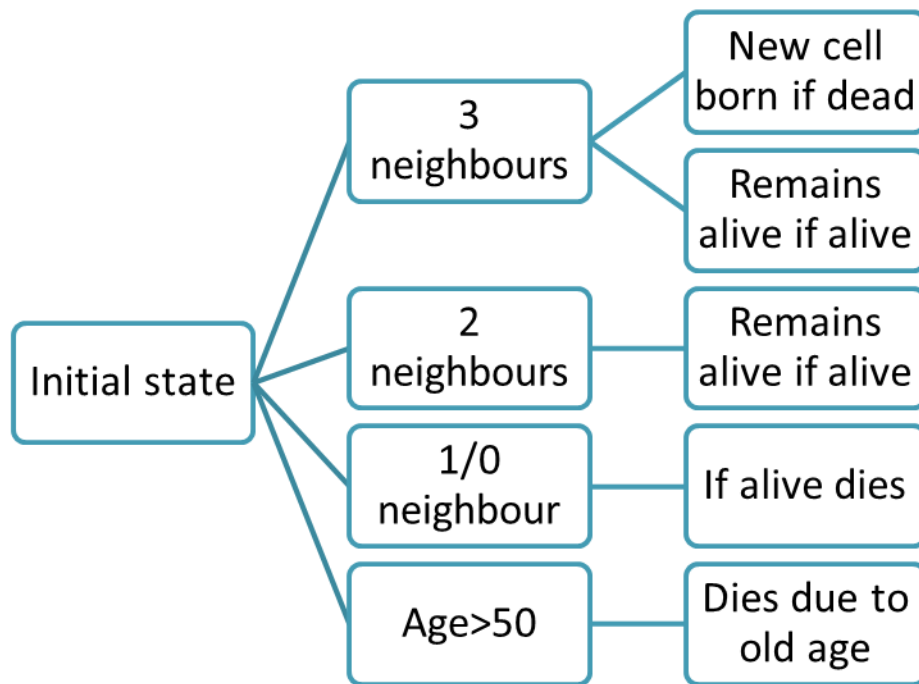 Initial state
3
neighbours
New cell
born if dead
Remains
alive if alive
2
neighbours
Remains
alive if alive
1/0
neighbour
If alive dies
Age>50
Dies due to
old age